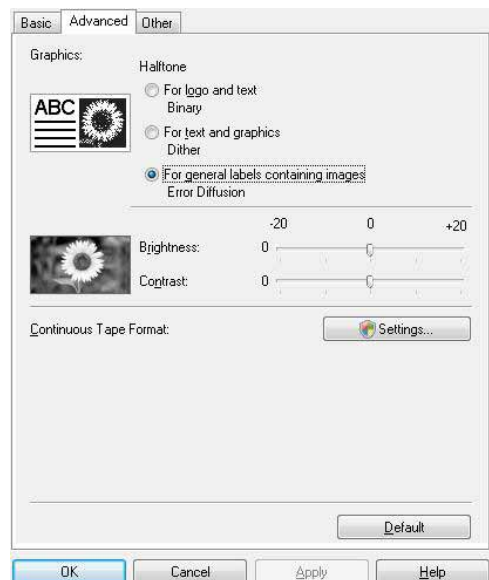 Basic Advanced Other
Graphics:
Halftone
ABC
For logo and text
Binary
For text and graphics
Dither
For general labels containing images
Error Diffusion
-20 0 +20
Brightness: 0
Contrast: 0
Continuous Tape Format: Settings...
Default
OK Cancel Apply Help